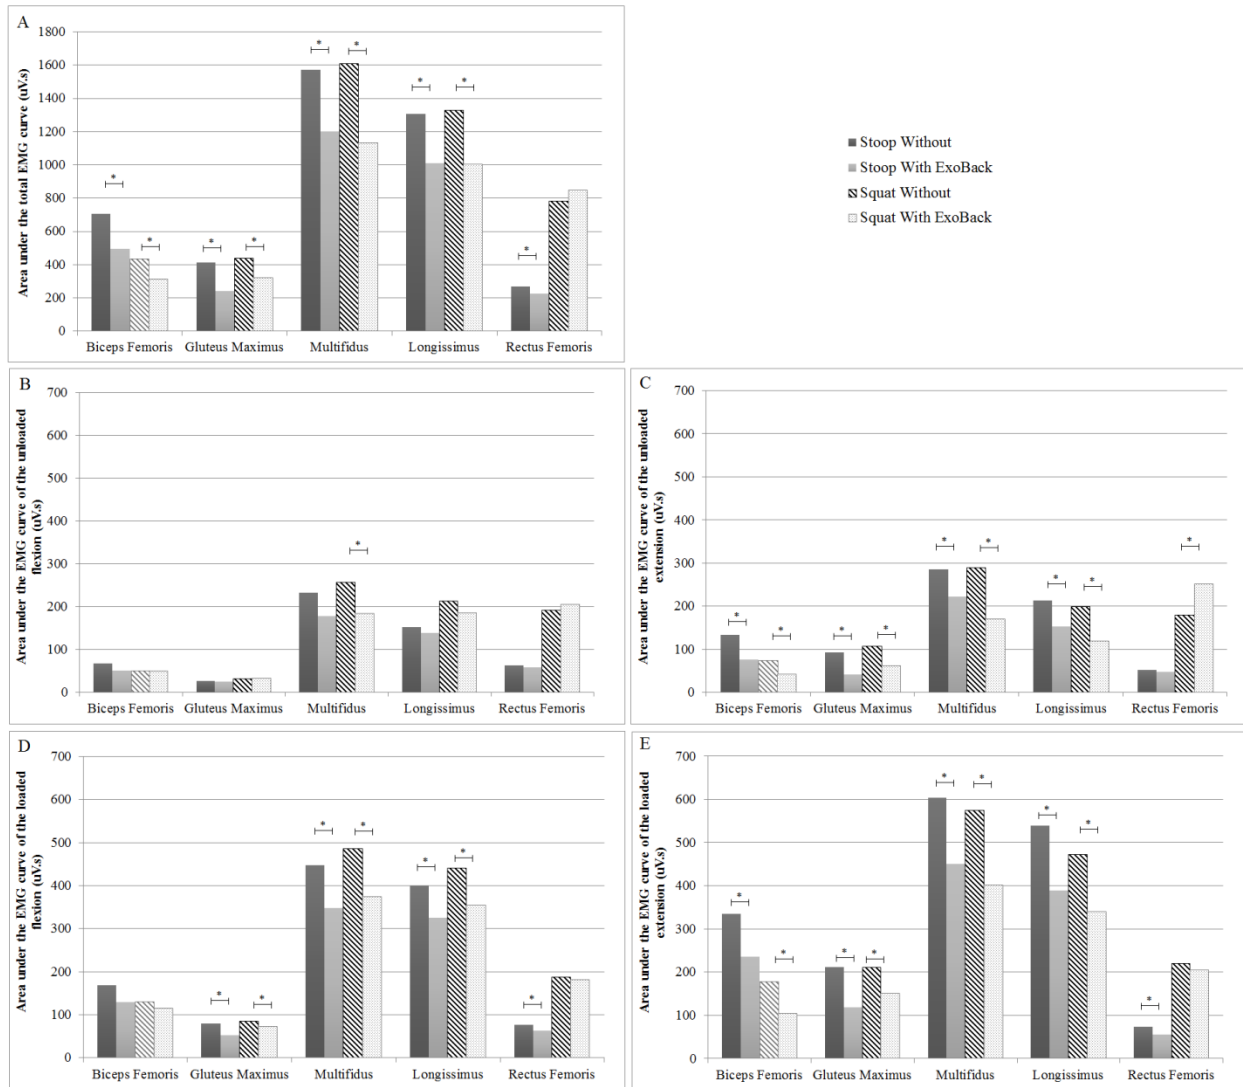 A
Area under the total EMG curve (uV.s)
1800
1600
1400
1200
1000
800
600
400
200
0
* * * * * * * * *
Biceps Femoris Gluteus Maximus Multifidus Longissimus Rectus Femoris
Stoop Without
Stoop With ExoBack
Squat Without
Squat With ExoBack
B
Area under the EMG curve of the unloaded
flexion (uV.s)
700
600
500
400
300
200
100
0
*
Biceps Femoris Gluteus Maximus Multifidus Longissimus Rectus Femoris
C
Area under the EMG curve of the unloaded
extension (uV.s)
700
600
500
400
300
200
100
0
* * * * * * * * *
Biceps Femoris Gluteus Maximus Multifidus Longissimus Rectus Femoris
D
Area under the EMG curve of the loaded
flexion (uV.s)
700
600
500
400
300
200
100
0
* * * * * * *
Biceps Femoris Gluteus Maximus Multifidus Longissimus Rectus Femoris
E
Area under the EMG curve of the loaded
extension (uV.s)
700
600
500
400
300
200
100
0
* * * * * * * * *
Biceps Femoris Gluteus Maximus Multifidus Longissimus Rectus Femoris